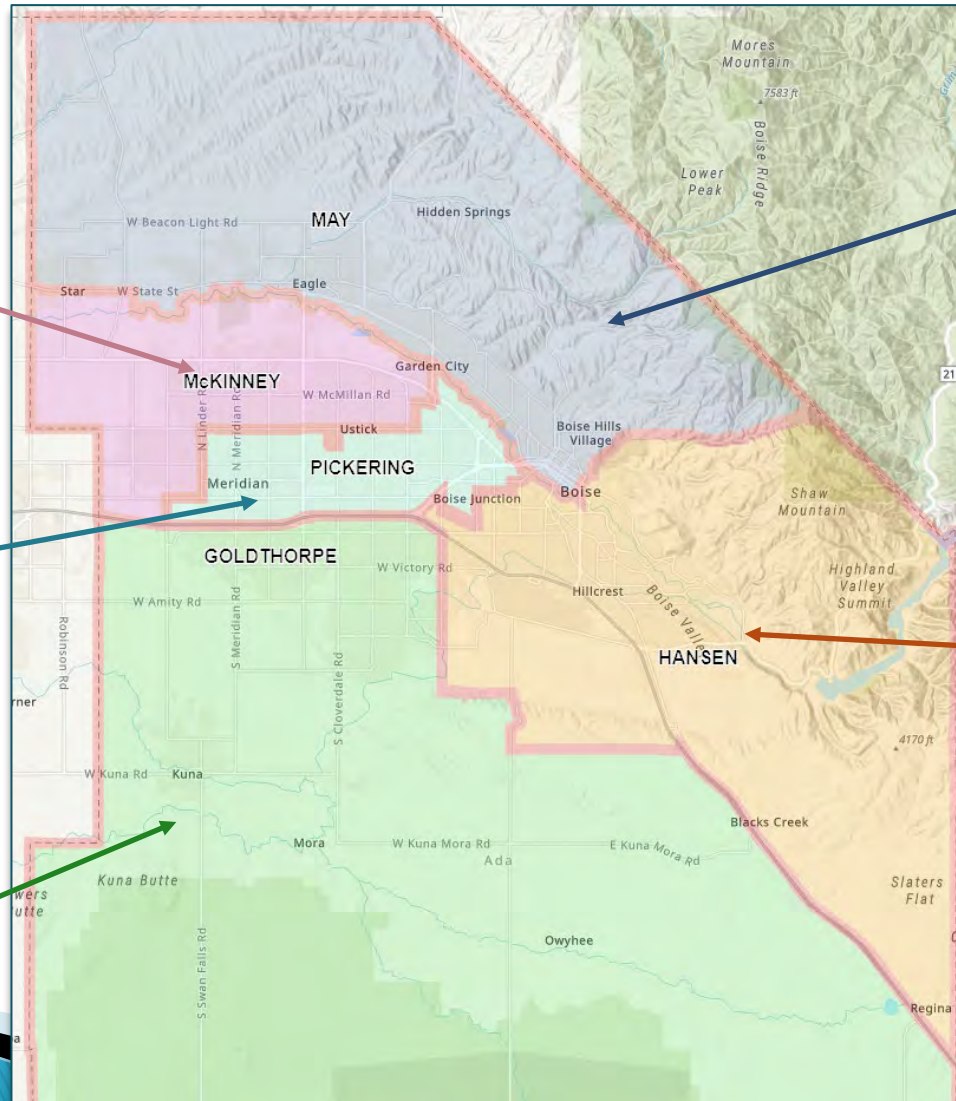 Mores
Mountain
7583 ft
Boise Ridge
Lower
Peak
Hidden Springs
MAY
W Beacon Light Rd
Eagle
Star
W State St
21
Garden City
McKINNEY
W McMillan Rd
N Linder Rd
N Meridian Rd
Ustick
Boise Hills
Village
PICKERING
Meridian
Boise Junction
Boise
Shaw
Mountain
GOLDTHORPE
W Victory Rd
Highland
Valley
Summit
Hillcrest
W Amity Rd
Boise Valley
Robinson Rd
S Meridian Rd
HANSEN
S Cloverdale Rd
rner
4170 ft
W Kuna Rd
Kuna
Blacks Creek
Mora
W Kuna Mora Rd
E Kuna Mora Rd
Ada
Kuna Butte
wers
utte
Slaters
Flat
S Swan Falls Rd
Owyhee
Regina
a